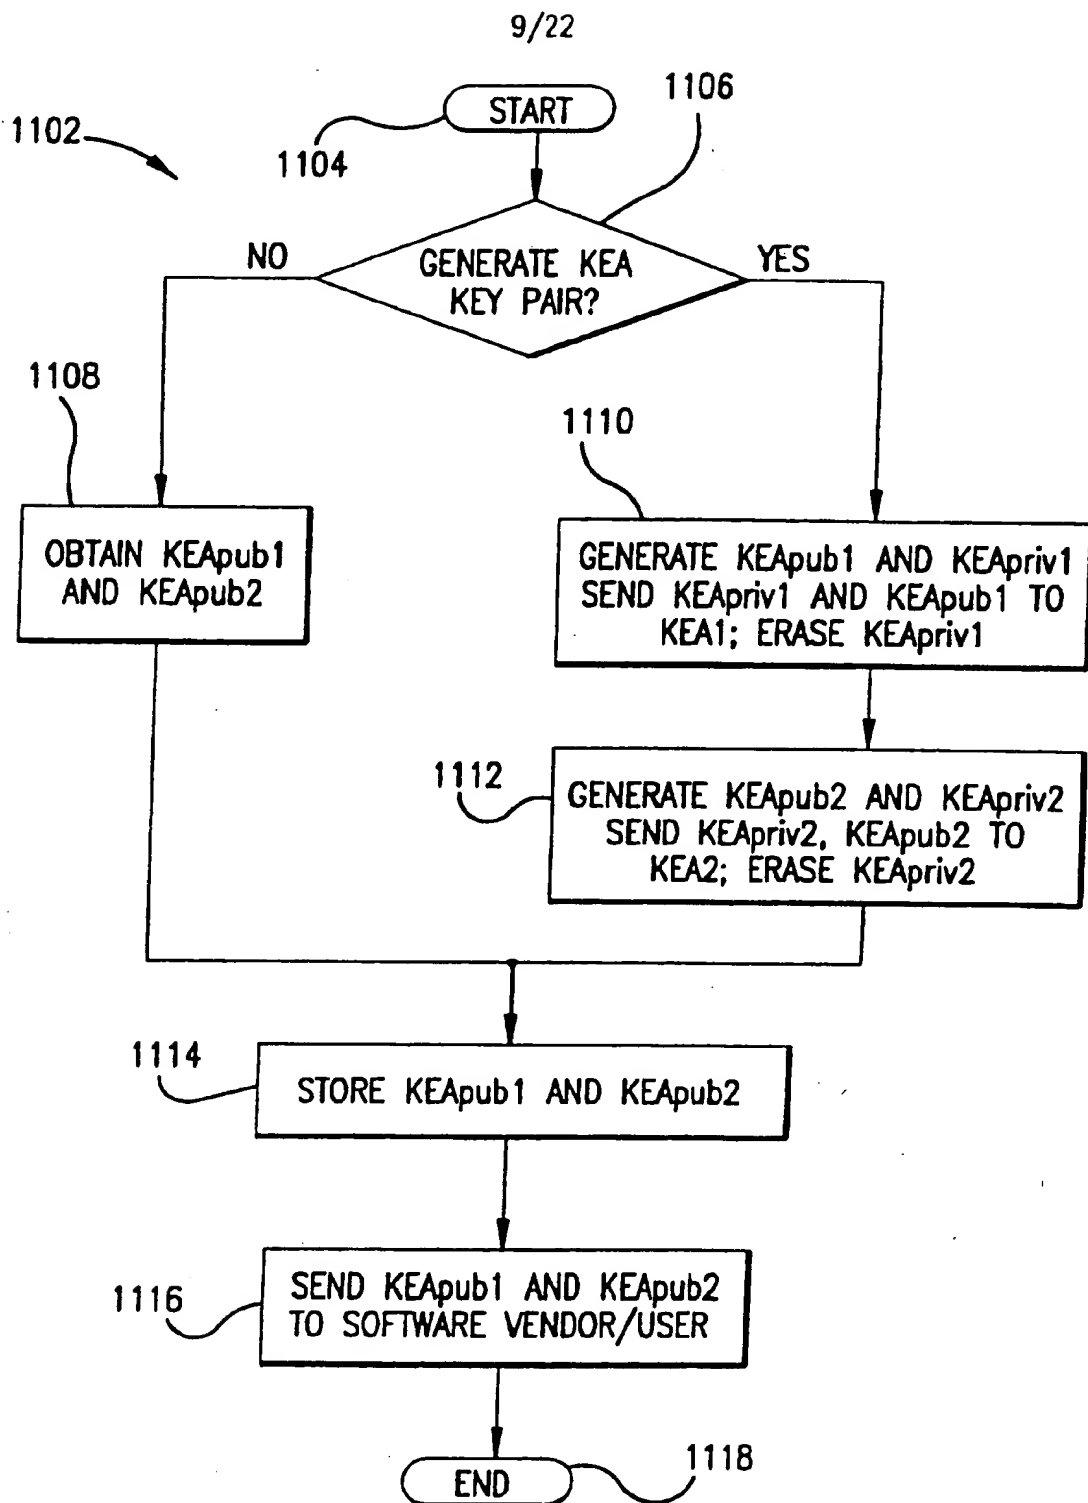 9/22
START
1106
1102
1104
NO
GENERATE KEA
KEY PAIR?
YES
1108
1110
OBTAIN KEApub1
AND KEApub2
GENERATE KEApub1 AND KEApriv1
SEND KEApriv1 AND KEApub1 TO
KEA1; ERASE KEApriv1
1112
GENERATE KEApub2 AND KEApriv2
SEND KEApriv2, KEApub2 TO
KEA2; ERASE KEApriv2
1114
STORE KEApub1 AND KEApub2
1116
SEND KEApub1 AND KEApub2
TO SOFTWARE VENDOR/USER
END
1118